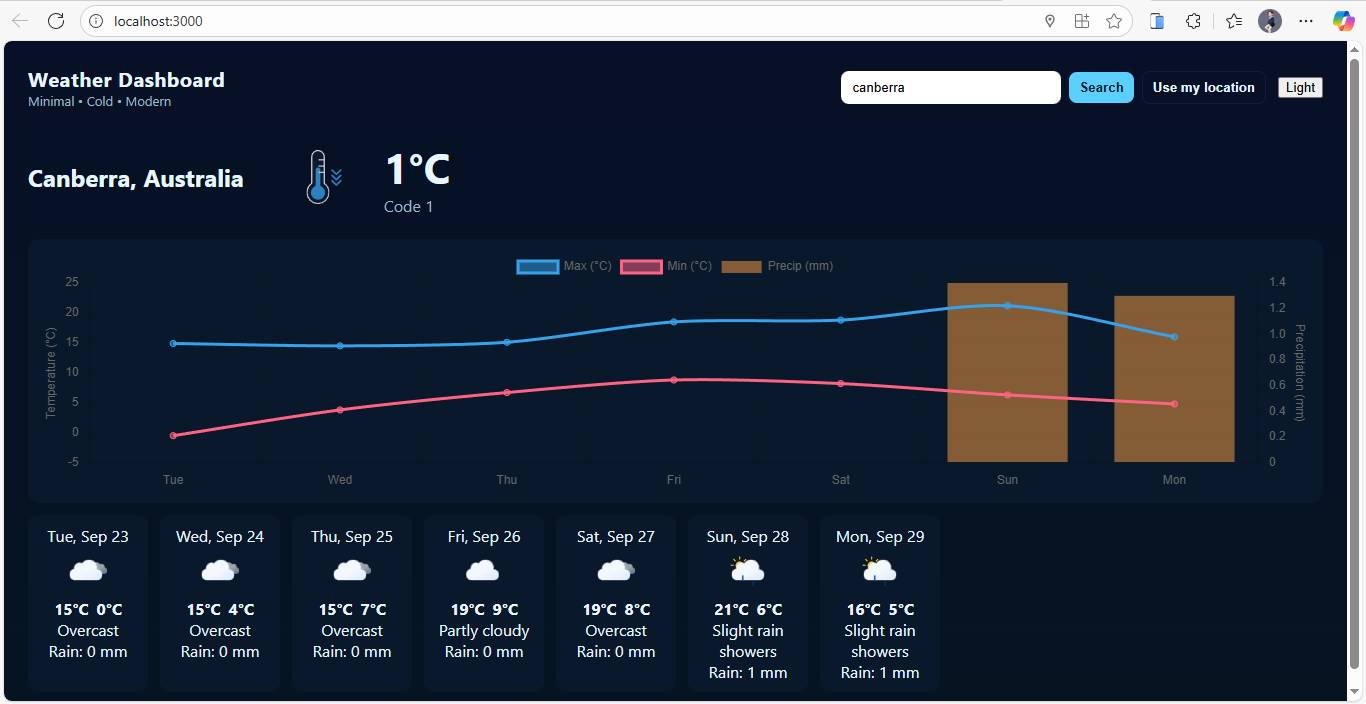 localhost:3000
Weather Dashboard
Minimal • Cold • Modern
canberra
Search
Use my location
Light
Canberra, Australia
1°C
Code 1
Max (°C)
Min (°C)
Precip (mm)
Temperature (°C)
25
20
15
10
5
0
-5
1.4
1.2
1.0
0.8
0.6
0.4
0.2
0
Precipitation (mm)
Tue
Wed
Thu
Fri
Sat
Sun
Mon
Tue, Sep 23
15°C 0°C
Overcast
Rain: 0 mm
Wed, Sep 24
15°C 4°C
Overcast
Rain: 0 mm
Thu, Sep 25
15°C 7°C
Overcast
Rain: 0 mm
Fri, Sep 26
19°C 9°C
Partly cloudy
Rain: 0 mm
Sat, Sep 27
19°C 8°C
Overcast
Rain: 0 mm
Sun, Sep 28
21°C 6°C
Slight rain
showers
Rain: 1 mm
Mon, Sep 29
16°C 5°C
Slight rain
showers
Rain: 1 mm